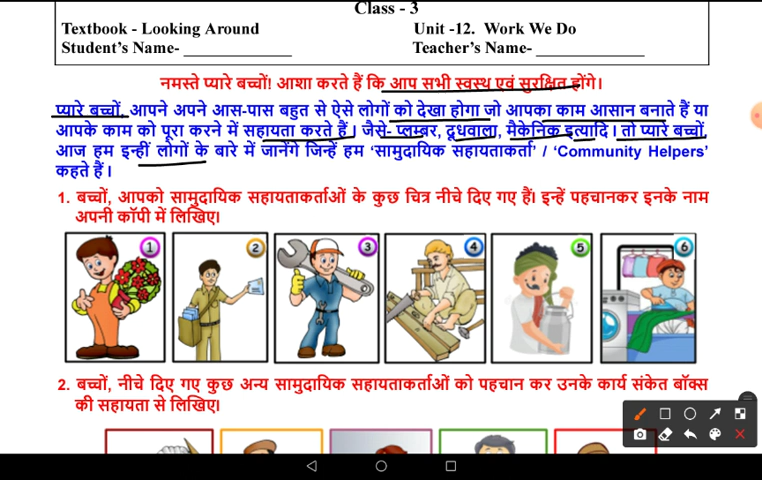 Class - 3
Textbook - Looking Around Unit -12. Work We Do
Student's Name- Teacher's Name-
नमस्ते प्यारे बच्चों! आशा करते हैं कि आप सभी स्वस्थ एवं सुरक्षित होंगे।
प्यारे बच्चों, आपने अपने आस-पास बहुत से ऐसे लोगों को देखा होगा जो आपका काम आसान बनाते हैं या
आपके काम को पूरा करने में सहायता करते हैं। जैसे- प्लम्बर, दूधवाला, मैकेनिक इत्यादि। तो प्यारे बच्चों,
आज हम इन्हीं लोगों के बारे में जानेंगे जिन्हें हम 'सामुदायिक सहायताकर्ता' / 'Community Helpers'
कहते हैं।
1. बच्चों, आपको सामुदायिक सहायताकर्ताओं के कुछ चित्र नीचे दिए गए हैं। इन्हें पहचानकर इनके नाम
अपनी कॉपी में लिखिए।
1 2 3 4 5 6
2. बच्चों, नीचे दिए गए कुछ अन्य सामुदायिक सहायताकर्ताओं को पहचान कर उनके कार्य संकेत बॉक्स
की सहायता से लिखिए।